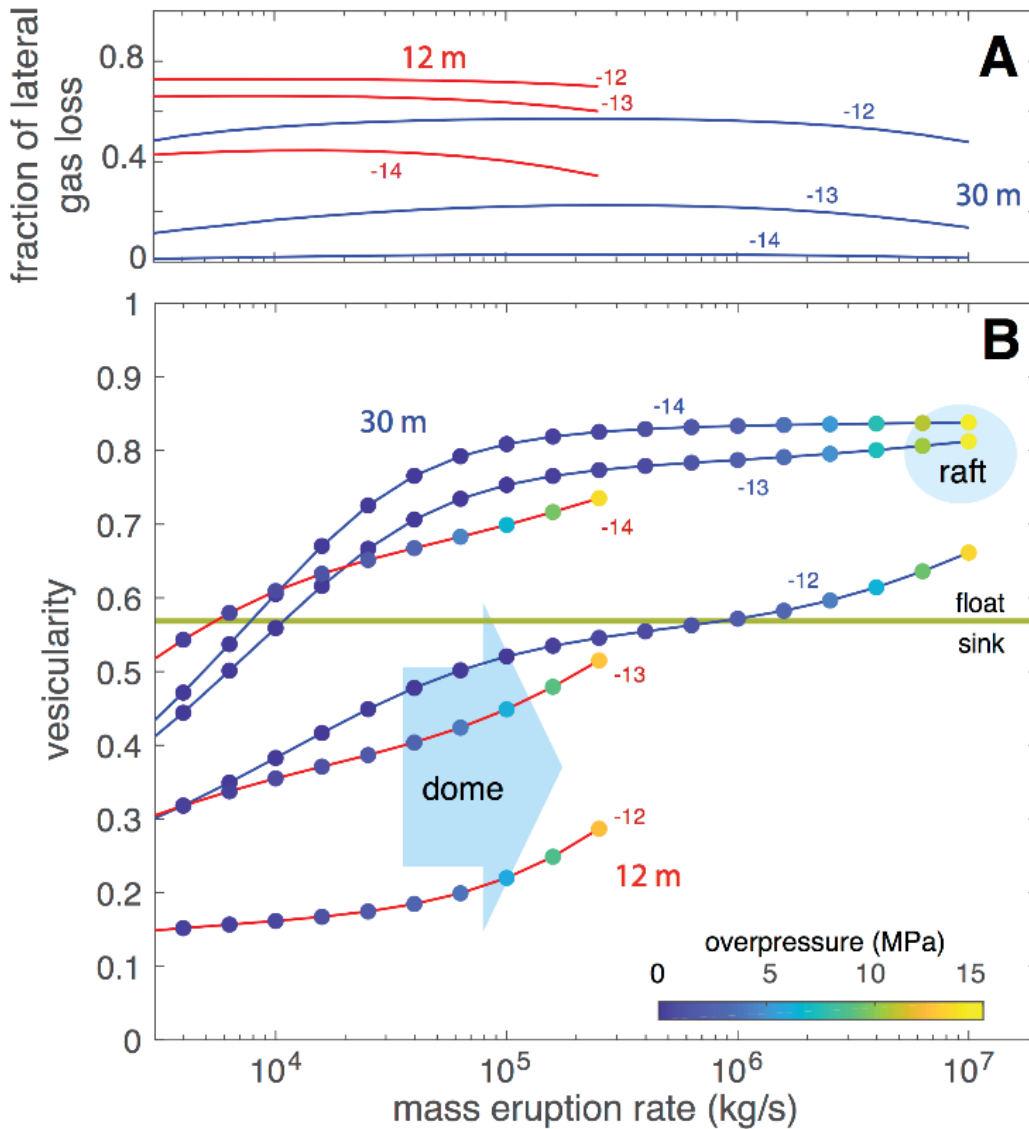 A
fraction of lateral
gas loss
0.8
0.4
0
12 m
-12
-13
-14
-12
-13
-14
30 m
B
1
0.9
0.8
0.7
0.6
0.5
0.4
0.3
0.2
0.1
0
vesicularity
30 m
-14
-13
raft
-14
-12
float
sink
-13
dome
-12
12 m
overpressure (MPa)
0 5 10 15
10⁴ 10⁵ 10⁶ 10⁷
mass eruption rate (kg/s)